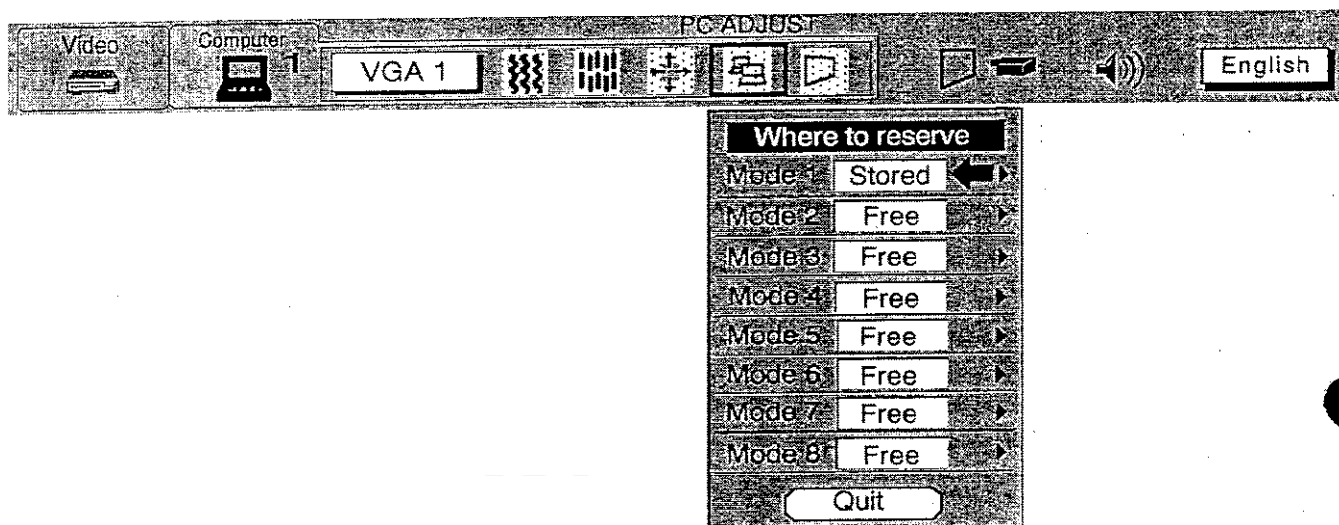 PC ADJUST
Video
Computer
1
VGA 1
English
Where to reserve
Mode 1 Stored
Mode 2 Free
Mode 3 Free
Mode 4 Free
Mode 5 Free
Mode 6 Free
Mode 7 Free
Mode 8 Free
Quit